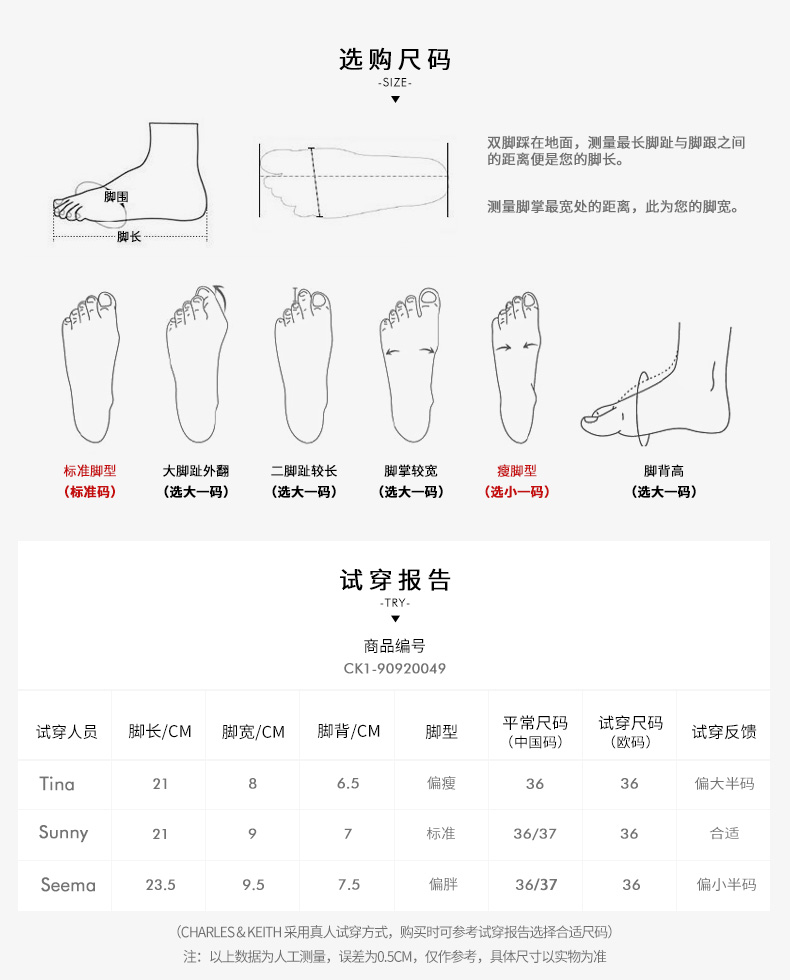 选购尺码
-SIZE-
双脚踩在地面，测量最长脚趾与脚跟之间
的距离便是您的脚长。
脚围
测量脚掌最宽处的距离，此为您的脚宽。
脚长
标准脚型 大脚趾外翻 二脚趾较长 脚掌较宽 瘦脚型 脚背高
（标准码） （选大一码） （选大一码） （选大一码） （选小一码） （选大一码）
试穿报告
-TRY-
商品编号
CK1-90920049
试穿人员 脚长/CM 脚宽/CM 脚背/CM 脚型 平常尺码 试穿尺码 试穿反馈
（中国码） （欧码）
Tina 21 8 6.5 偏瘦 36 36 偏大半码
Sunny 21 9 7 标准 36/37 36 合适
Seema 23.5 9.5 7.5 偏胖 36/37 36 偏小半码
（CHARLES & KEITH 采用真人试穿方式，购买时可参考试穿报告选择合适尺码）
注：以上数据为人工测量，误差为0.5CM，仅作参考，具体尺寸以实物为准